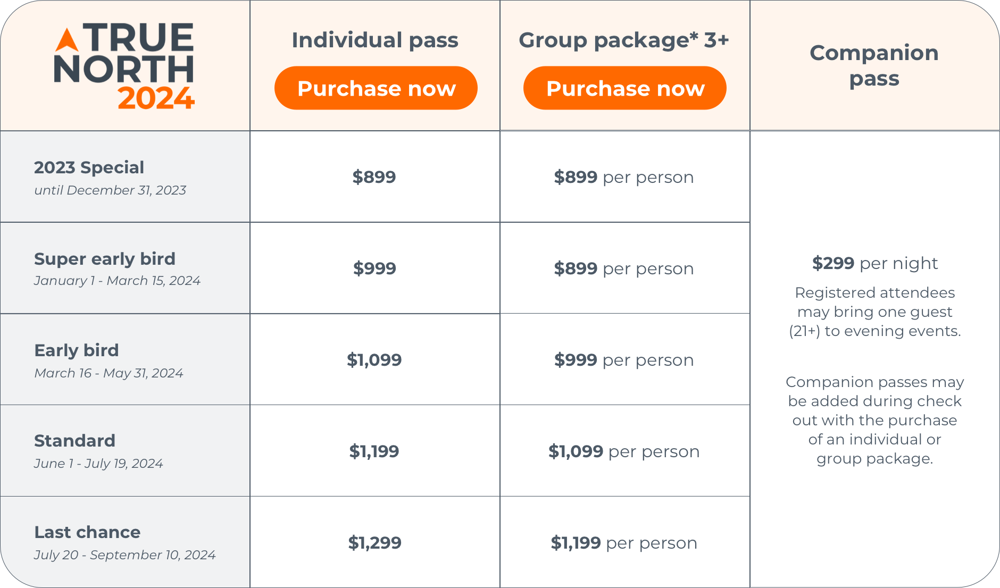 TRUE
NORTH
2024
Individual pass
Purchase now
Group package* 3+
Purchase now
Companion
pass
2023 Special
until December 31, 2023
$899
$899 per person
Super early bird
January 1 - March 15, 2024
$999
$899 per person
Early bird
March 16 - May 31, 2024
$1,099
$999 per person
Standard
June 1 - July 19, 2024
$1,199
$1,099 per person
Last chance
July 20 - September 10, 2024
$1,299
$1,199 per person
$299 per night
Registered attendees
may bring one guest
(21+) to evening events.
Companion passes may
be added during check
out with the purchase
of an individual or
group package.